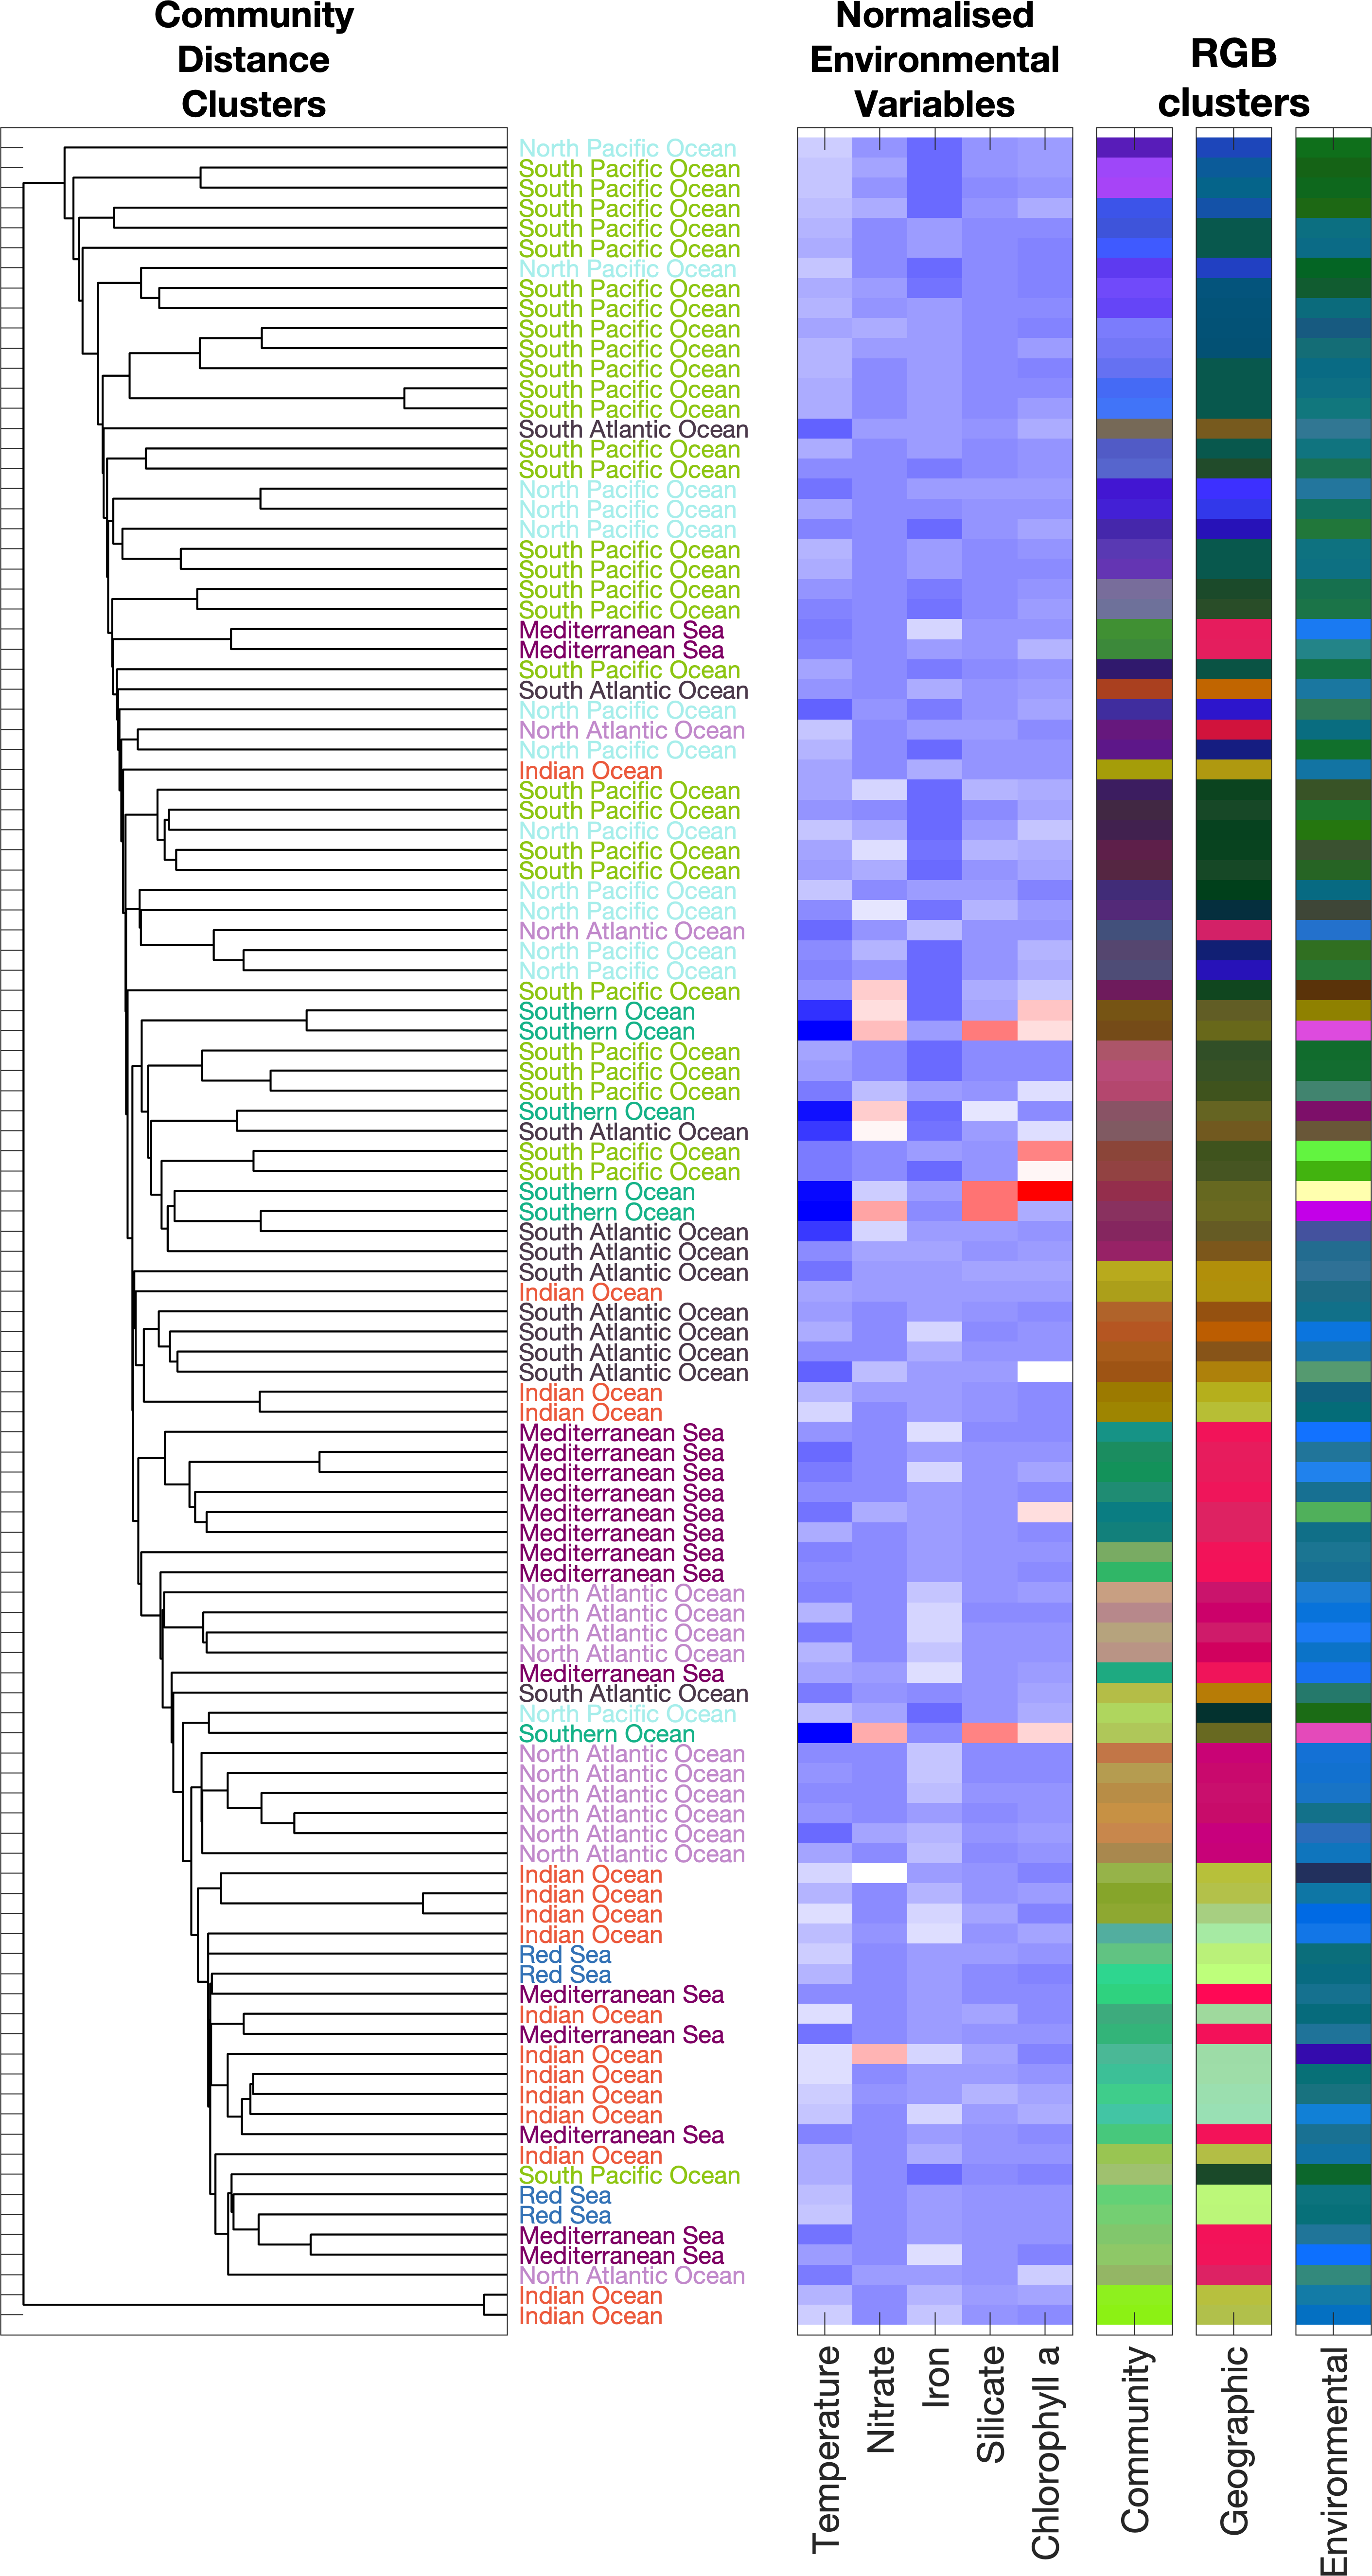 Community
Distance
Clusters
Normalised
Environmental
Variables
RGB
clusters
North Pacific Ocean
South Pacific Ocean
South Pacific Ocean
South Pacific Ocean
South Pacific Ocean
South Pacific Ocean
North Pacific Ocean
South Pacific Ocean
South Pacific Ocean
South Pacific Ocean
South Pacific Ocean
South Pacific Ocean
South Pacific Ocean
South Pacific Ocean
South Atlantic Ocean
South Pacific Ocean
South Pacific Ocean
North Pacific Ocean
North Pacific Ocean
North Pacific Ocean
South Pacific Ocean
South Pacific Ocean
South Pacific Ocean
South Pacific Ocean
Mediterranean Sea
Mediterranean Sea
South Pacific Ocean
South Atlantic Ocean
North Pacific Ocean
North Atlantic Ocean
North Pacific Ocean
Indian Ocean
South Pacific Ocean
South Pacific Ocean
North Pacific Ocean
South Pacific Ocean
South Pacific Ocean
North Pacific Ocean
North Pacific Ocean
North Atlantic Ocean
North Pacific Ocean
North Pacific Ocean
South Pacific Ocean
Southern Ocean
Southern Ocean
South Pacific Ocean
South Pacific Ocean
South Pacific Ocean
Southern Ocean
South Atlantic Ocean
South Pacific Ocean
South Pacific Ocean
Southern Ocean
Southern Ocean
South Atlantic Ocean
South Atlantic Ocean
South Atlantic Ocean
Indian Ocean
South Atlantic Ocean
South Atlantic Ocean
South Atlantic Ocean
South Atlantic Ocean
Indian Ocean
Indian Ocean
Mediterranean Sea
Mediterranean Sea
Mediterranean Sea
Mediterranean Sea
Mediterranean Sea
Mediterranean Sea
Mediterranean Sea
Mediterranean Sea
North Atlantic Ocean
North Atlantic Ocean
North Atlantic Ocean
North Atlantic Ocean
Mediterranean Sea
South Atlantic Ocean
North Pacific Ocean
Southern Ocean
North Atlantic Ocean
North Atlantic Ocean
North Atlantic Ocean
North Atlantic Ocean
North Atlantic Ocean
North Atlantic Ocean
Indian Ocean
Indian Ocean
Indian Ocean
Indian Ocean
Red Sea
Red Sea
Mediterranean Sea
Indian Ocean
Mediterranean Sea
Indian Ocean
Indian Ocean
Indian Ocean
Indian Ocean
Mediterranean Sea
Indian Ocean
South Pacific Ocean
Red Sea
Red Sea
Mediterranean Sea
Mediterranean Sea
North Atlantic Ocean
Indian Ocean
Indian Ocean
Temperature
Nitrate
Iron
Silicate
Chlorophyll a
Community
Geographic
Environmental